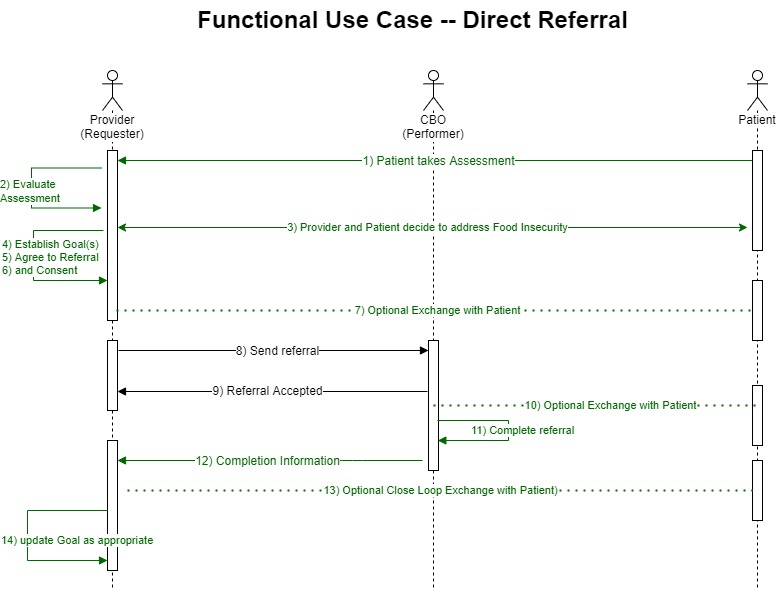 Functional Use Case -- Direct Referral
Provider
(Requester)
CBO
(Performer)
Patient
1) Patient takes Assessment
2) Evaluate
Assessment
3) Provider and Patient decide to address Food Insecurity
4) Establish Goal(s)
5) Agree to Referral
6) and Consent
7) Optional Exchange with Patient
8) Send referral
9) Referral Accepted
10) Optional Exchange with Patient
11) Complete referral
12) Completion Information
13) Optional Close Loop Exchange with Patient)
14) update Goal as appropriate